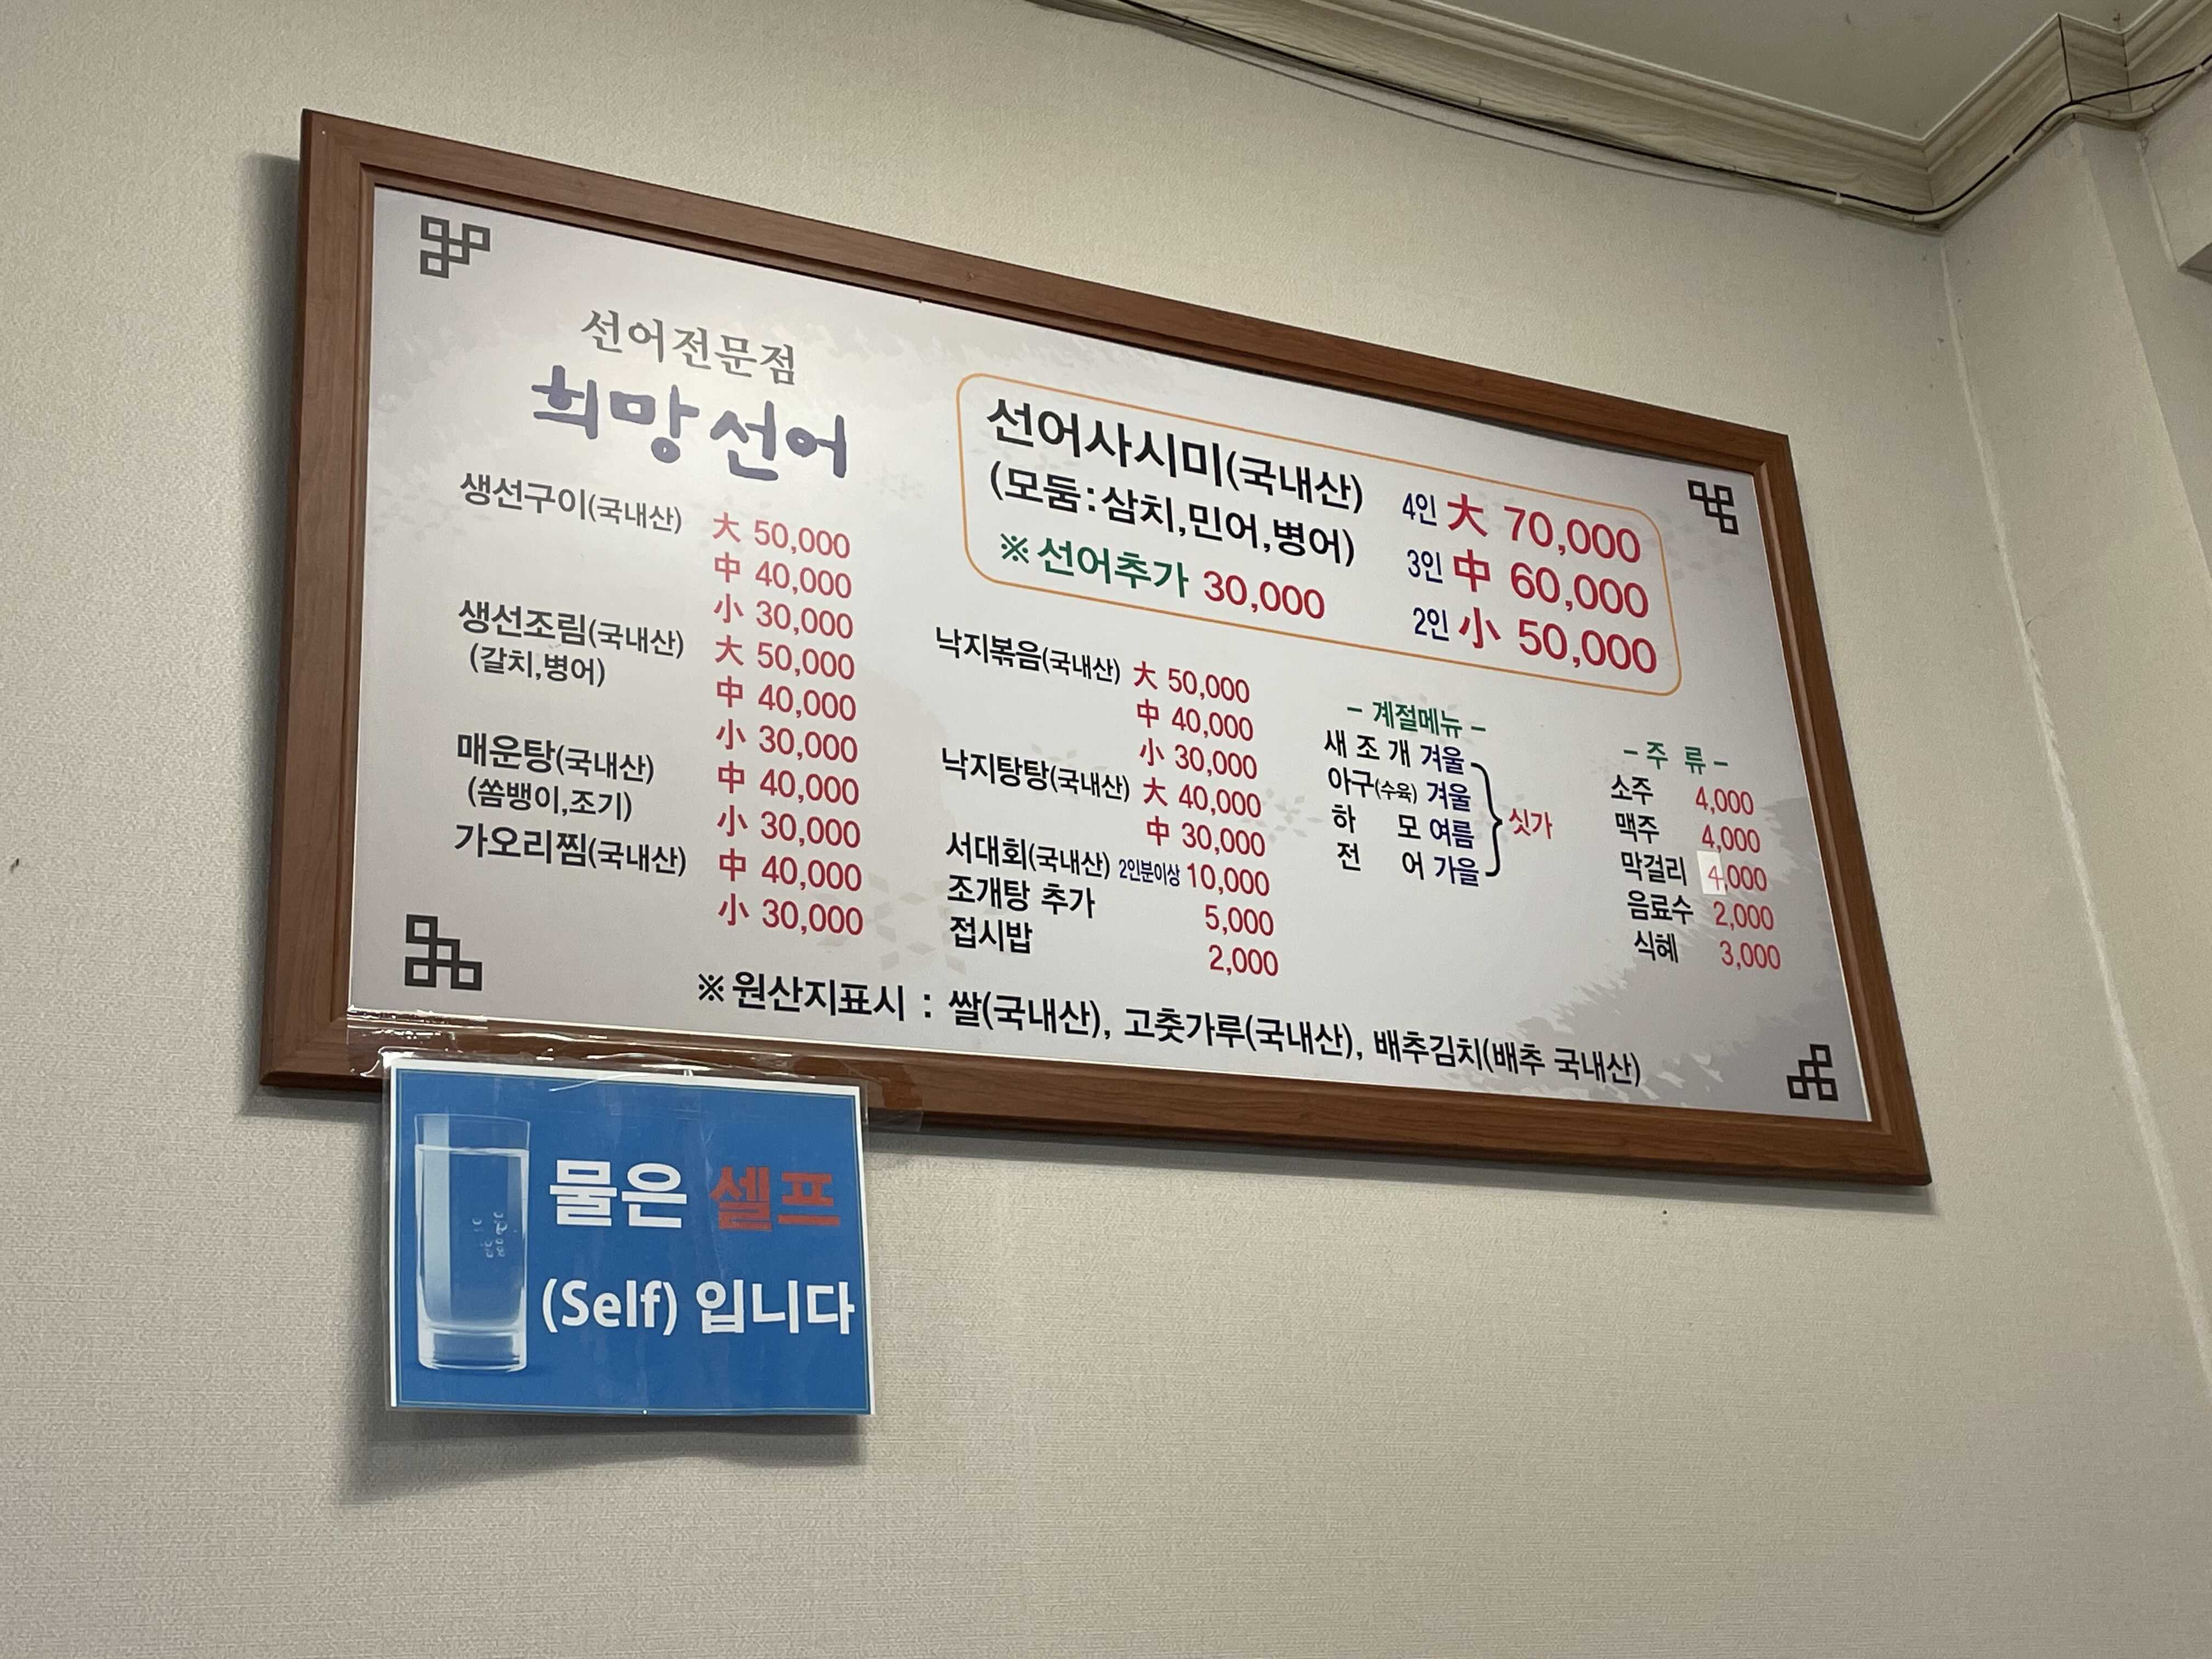 선어전문점
희망선어
생선구이(국내산) 大 50,000
中 40,000
小 30,000
생선조림(국내산) 大 50,000
(갈치,병어) 中 40,000
小 30,000
매운탕(국내산) 中 40,000
(쏨뱅이,조기) 小 30,000
가오리찜(국내산) 中 40,000
小 30,000
선어사시미(국내산) 4인 大 70,000
(모둠:삼치,민어,병어) 3인 中 60,000
※선어추가 30,000 2인 小 50,000
낙지볶음(국내산) 大 50,000
中 40,000
小 30,000
낙지탕탕(국내산) 大 40,000
中 30,000
서대회(국내산) 2인분이상 10,000
조개탕 추가 5,000
접시밥 2,000
- 계절메뉴 -
새 조 개 겨울
아구(수육) 겨울
하 모 여름
전 어 가을
싯가
- 주 류 -
소주 4,000
맥주 4,000
막걸리 4,000
음료수 2,000
식혜 3,000
※원산지표시 : 쌀(국내산), 고춧가루(국내산), 배추김치(배추 국내산)
물은 셀프
(Self) 입니다